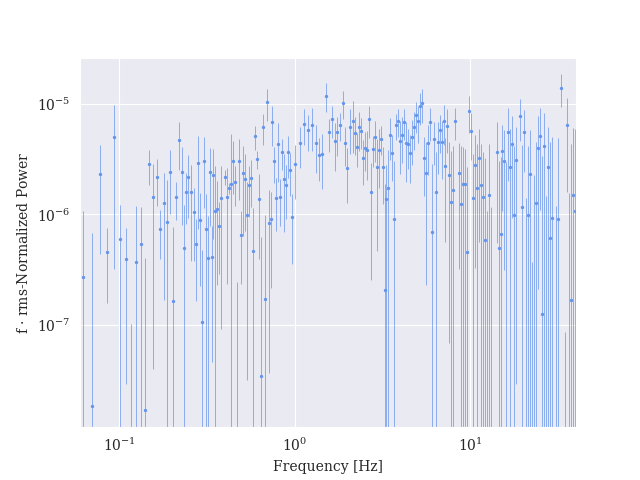 f · rms-Normalized Power
10⁻⁵
10⁻⁶
10⁻⁷
10⁻¹ 10⁰ 10¹
Frequency [Hz]